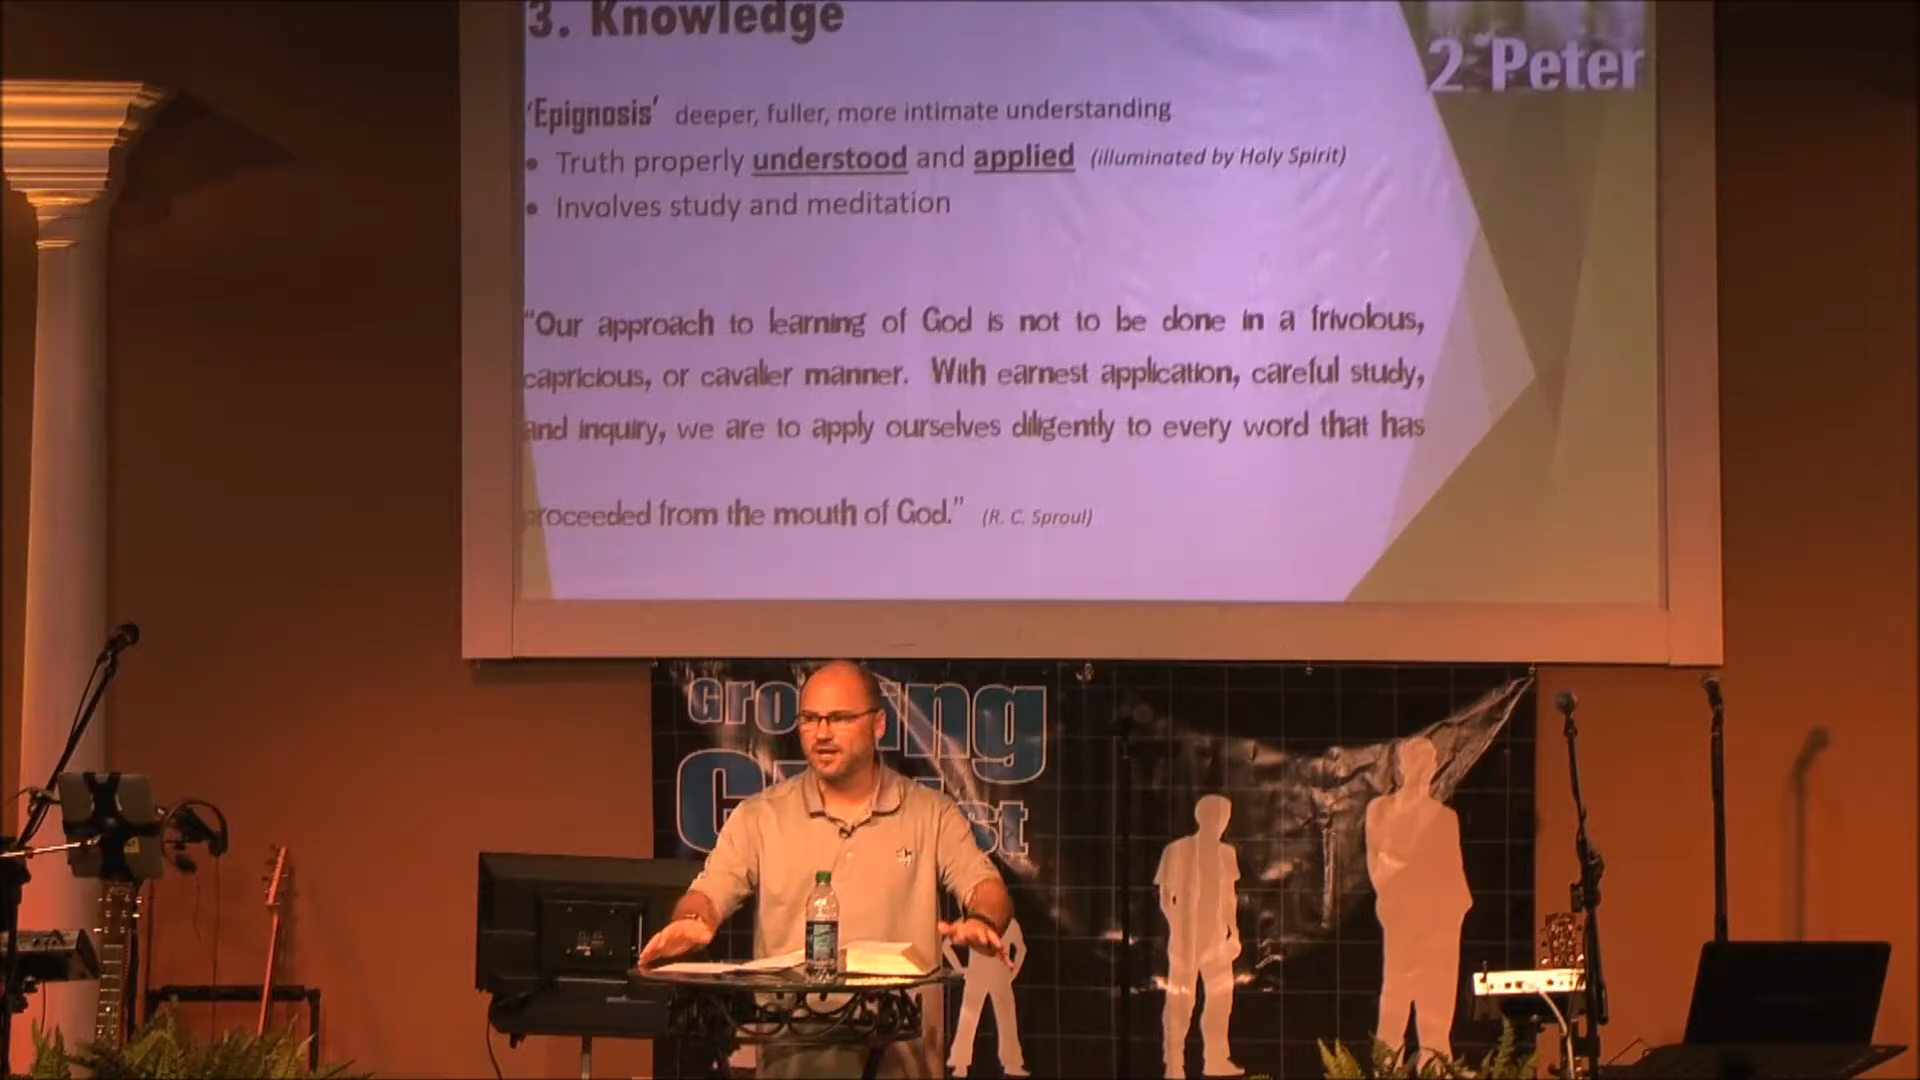 3. Knowledge
2 Peter
'Epignosis' deeper, fuller, more intimate understanding
• Truth properly understood and applied (illuminated by Holy Spirit)
• Involves study and meditation
"Our approach to learning of God is not to be done in a frivolous,
capricious, or cavalier manner. With earnest application, careful study,
and inquiry, we are to apply ourselves diligently to every word that has
proceeded from the mouth of God." (R. C. Sproul)
Gro ing
C st